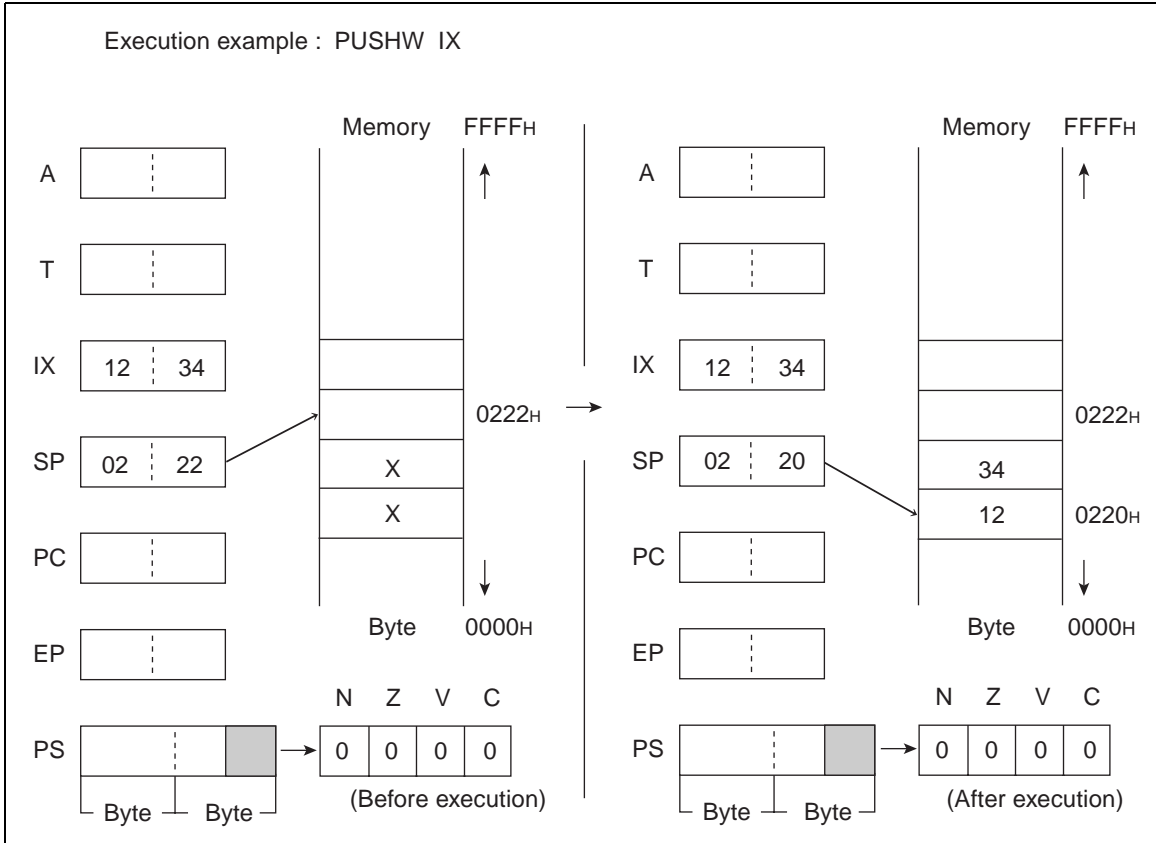 Execution example : PUSHW IX
Memory FFFFH
A
T
IX 12 34
0222H
SP 02 22
X
X
PC
Byte 0000H
EP
N Z V C
PS 0 0 0 0
Byte Byte
(Before execution)
Memory FFFFH
A
T
IX 12 34
0222H
SP 02 20
34
12 0220H
PC
Byte 0000H
EP
N Z V C
PS 0 0 0 0
Byte Byte
(After execution)